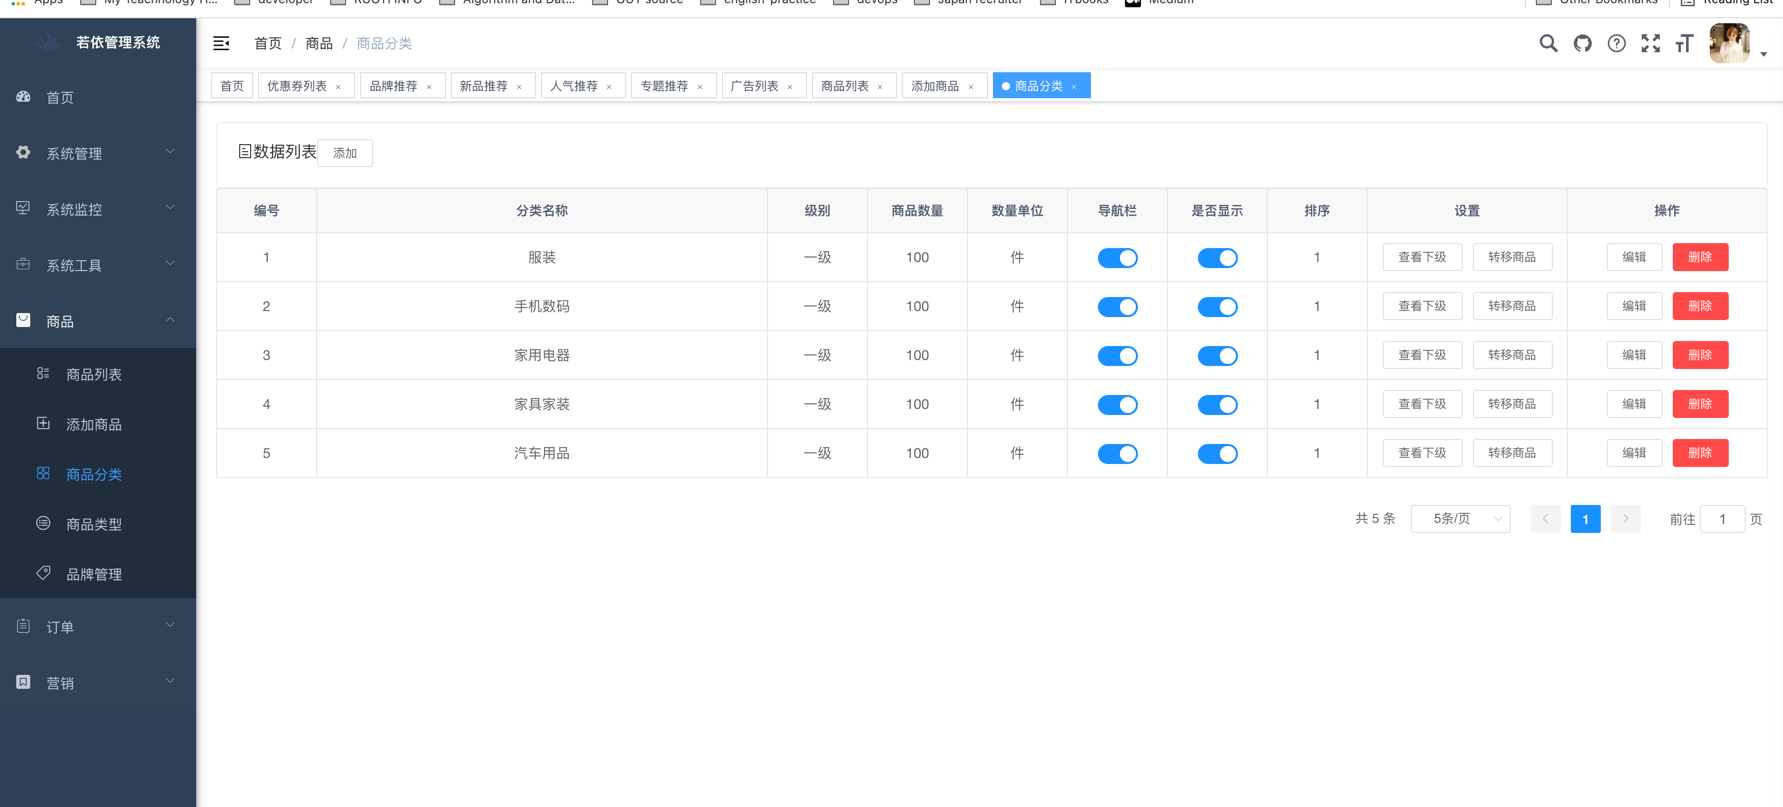 Apps developer Algorithm and Dat... OUT source english-practice devops Japan recruiter ITbooks Medium Other Bookmarks Reading List
若依管理系统
首页 / 商品 / 商品分类
首页 优惠券列表 × 品牌推荐 × 新品推荐 × 人气推荐 × 专题推荐 × 广告列表 × 商品列表 × 添加商品 × 商品分类 ×
首页
系统管理
系统监控
系统工具
商品
商品列表
添加商品
商品分类
商品类型
品牌管理
订单
营销
数据列表 添加
编号 分类名称 级别 商品数量 数量单位 导航栏 是否显示 排序 设置 操作
1 服装 一级 100 件 1 查看下级 转移商品 编辑 删除
2 手机数码 一级 100 件 1 查看下级 转移商品 编辑 删除
3 家用电器 一级 100 件 1 查看下级 转移商品 编辑 删除
4 家具家装 一级 100 件 1 查看下级 转移商品 编辑 删除
5 汽车用品 一级 100 件 1 查看下级 转移商品 编辑 删除
共 5 条 5条/页 1 前往 1 页